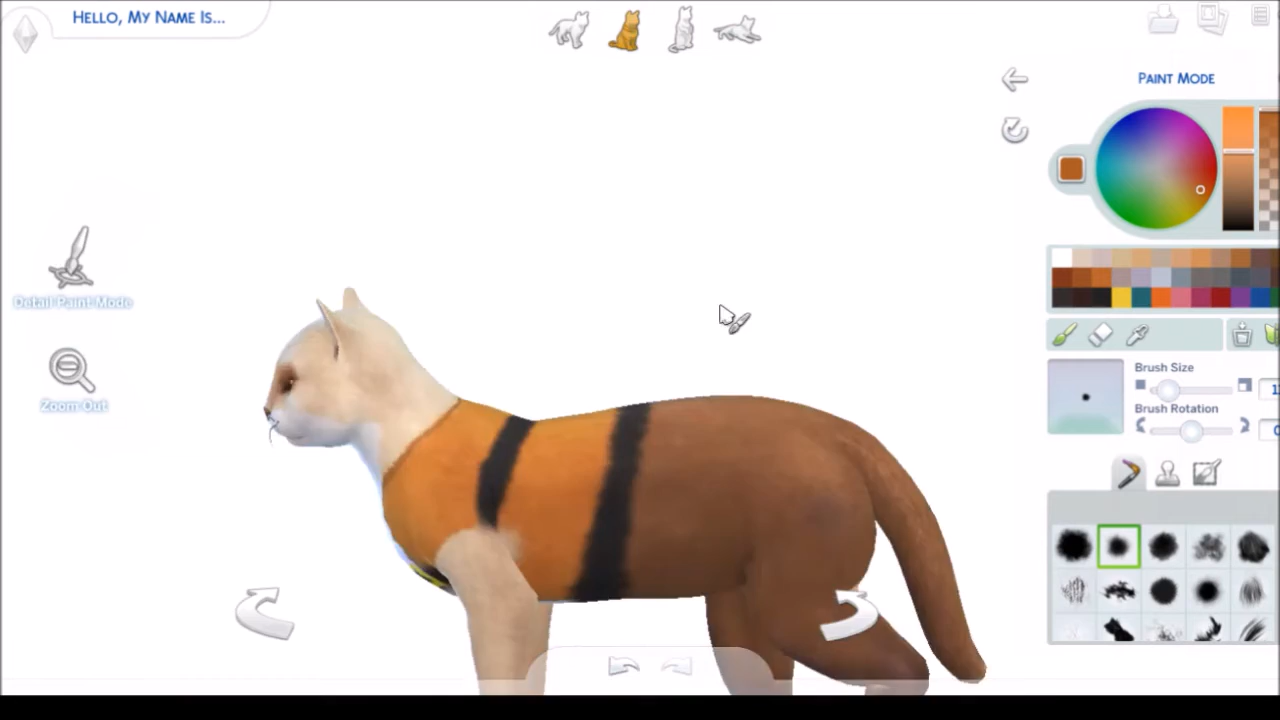 HELLO, MY NAME IS...
PAINT MODE
Detail Paint Mode
Zoom Out
Brush Size
Brush Rotation